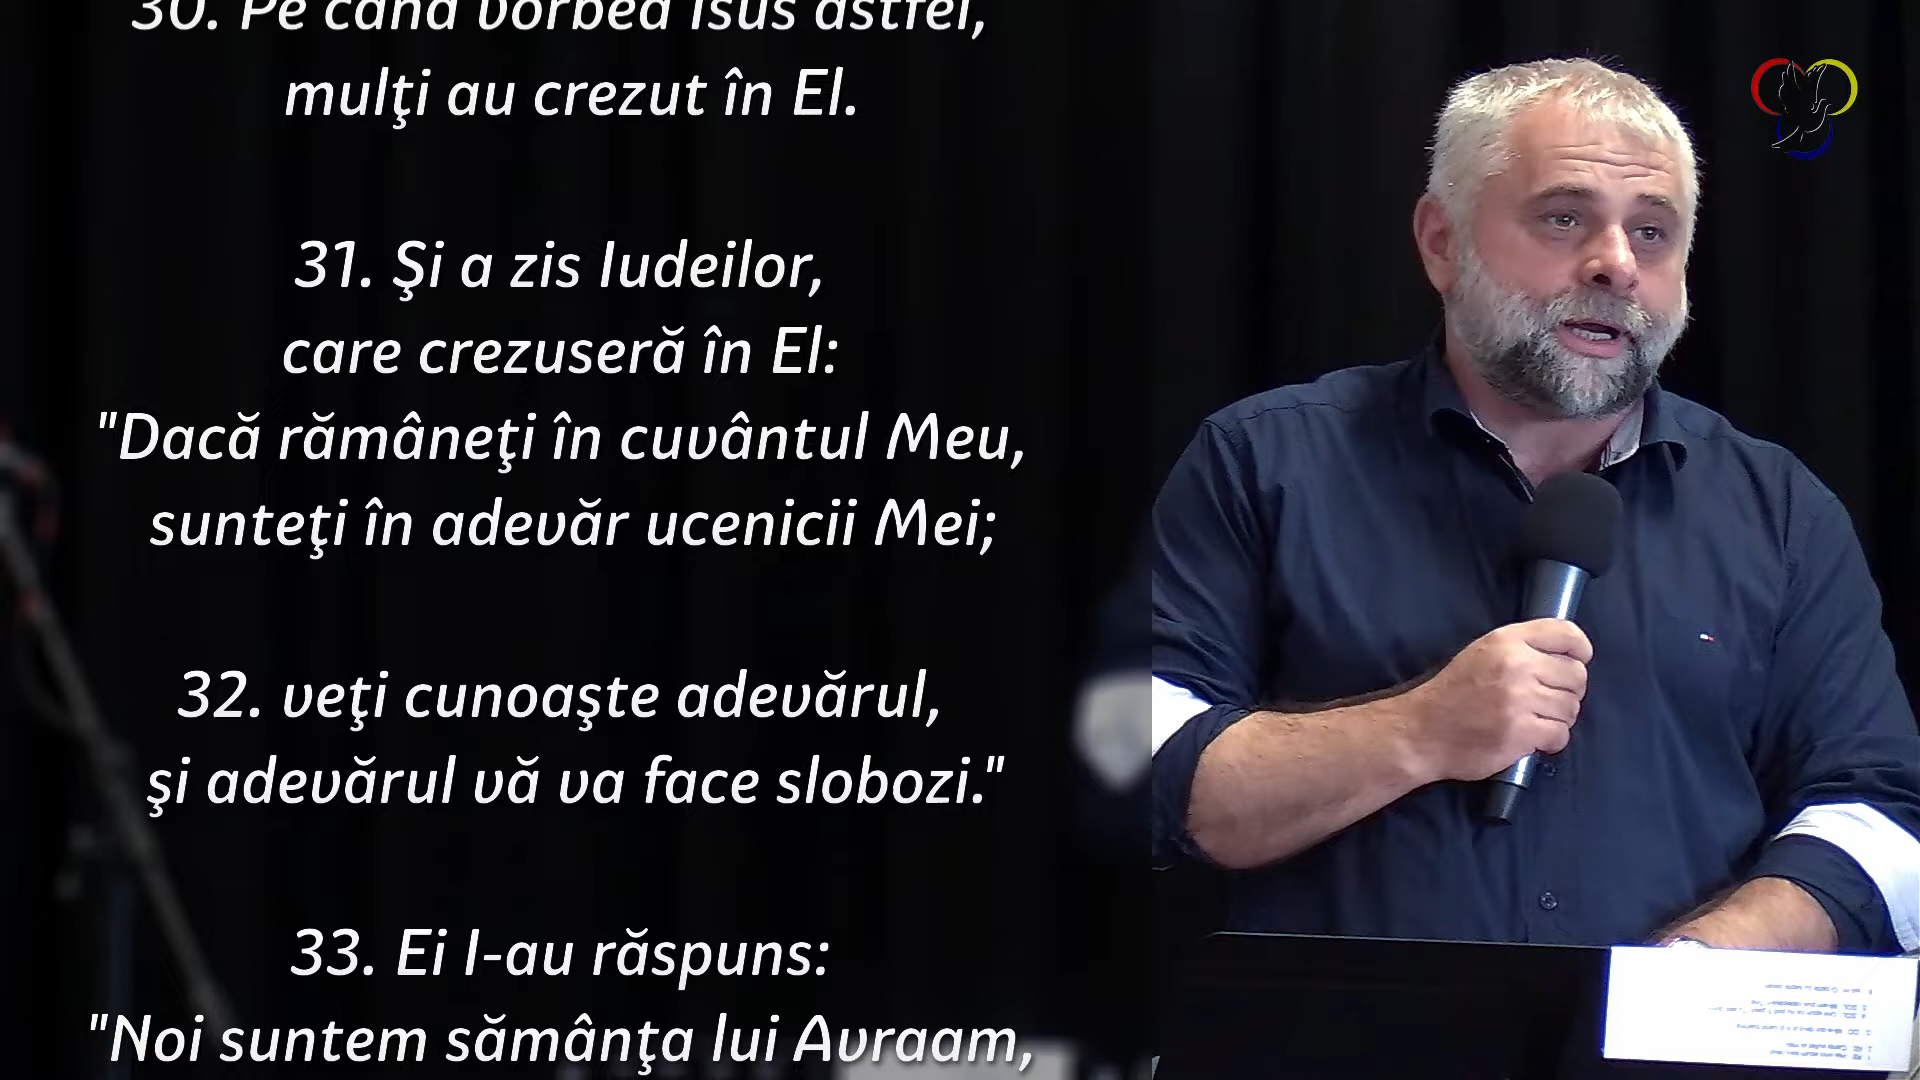 30. Pe când vorbea Isus astfel,
mulţi au crezut în El.
31. Şi a zis Iudeilor,
care crezuseră în El:
"Dacă rămâneţi în cuvântul Meu,
sunteţi în adevăr ucenicii Mei;
32. veţi cunoaşte adevărul,
şi adevărul vă va face slobozi."
33. Ei I-au răspuns:
"Noi suntem sămânţa lui Avraam,